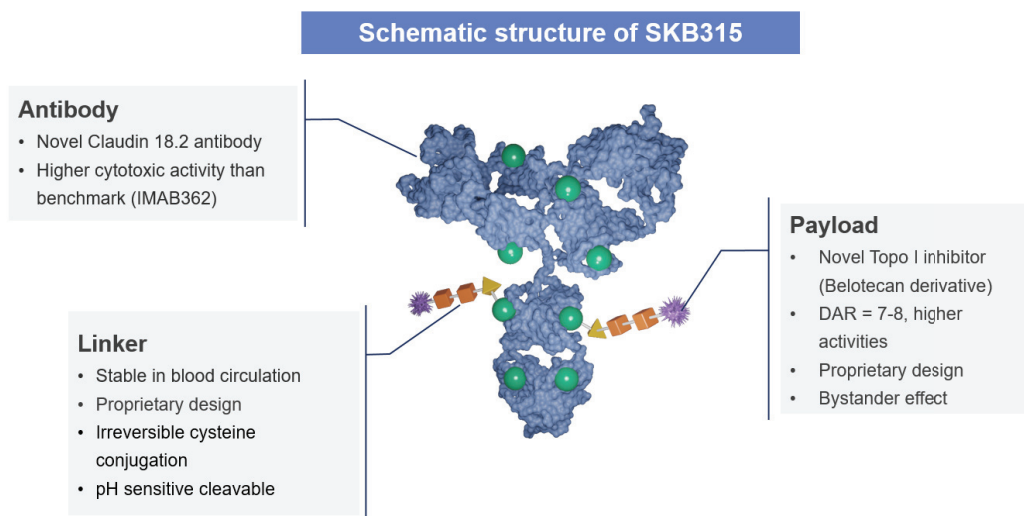 Schematic structure of SKB315
Antibody
• Novel Claudin 18.2 antibody
• Higher cytotoxic activity than
benchmark (IMAB362)
Payload
• Novel Topo I inhibitor
(Belotecan derivative)
• DAR = 7-8, higher
activities
• Proprietary design
• Bystander effect
Linker
• Stable in blood circulation
• Proprietary design
• Irreversible cysteine
conjugation
• pH sensitive cleavable